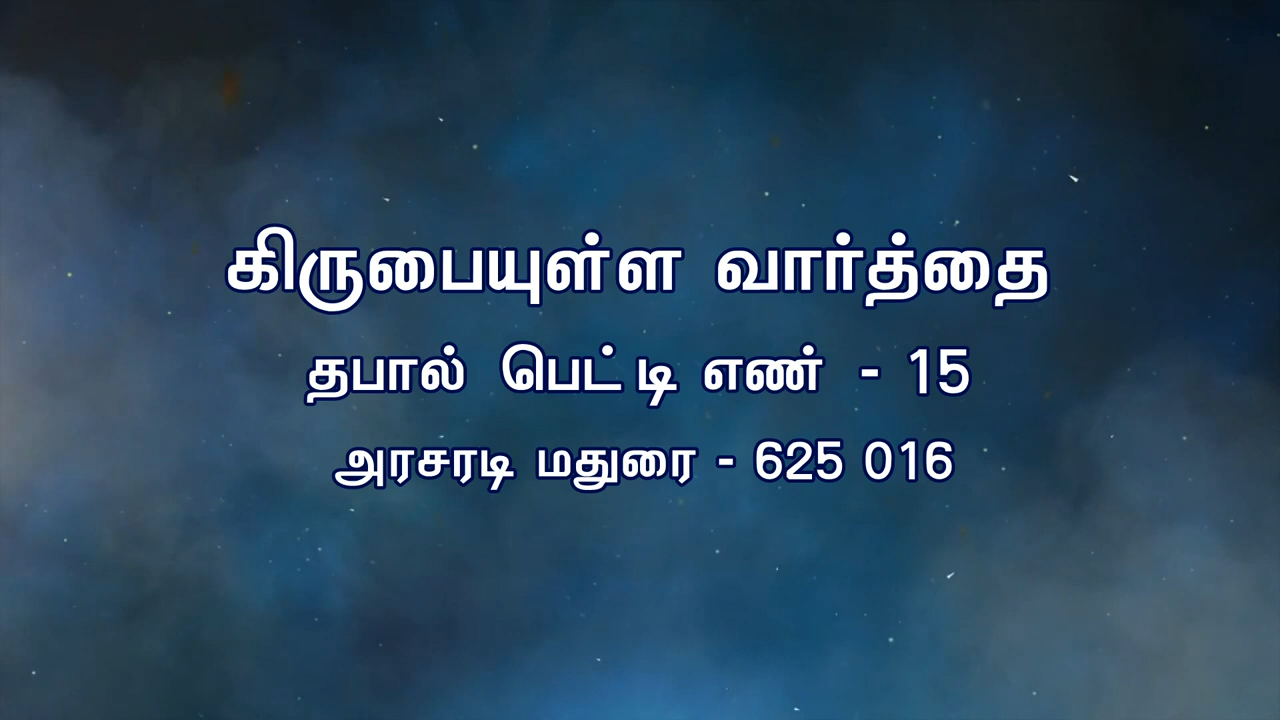 கிருபையுள்ள வார்த்தை
தபால் பெட்டி எண் - 15
அரசரடி மதுரை - 625 016